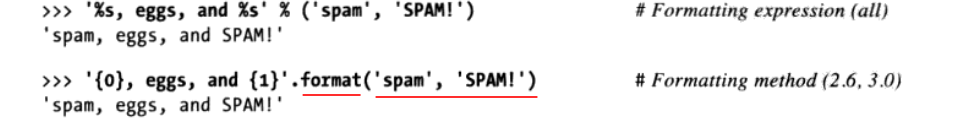 >>> '%s, eggs, and %s' % ('spam', 'SPAM!') # Formatting expression (all)
'spam, eggs, and SPAM!'
>>> '{0}, eggs, and {1}'.format('spam', 'SPAM!') # Formatting method (2.6, 3.0)
'spam, eggs, and SPAM!'